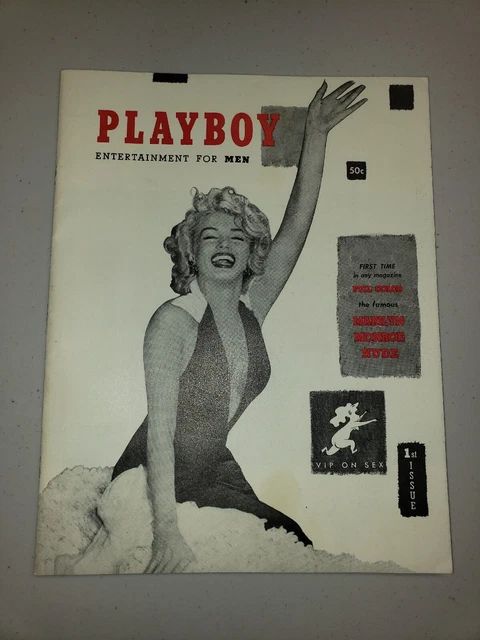 PLAYBOY
ENTERTAINMENT FOR MEN
50c
FIRST TIME
in any magazine
FULL COLOR
the famous
MARILYN
MONROE
NUDE
VIP ON SEX
1st
ISSUE